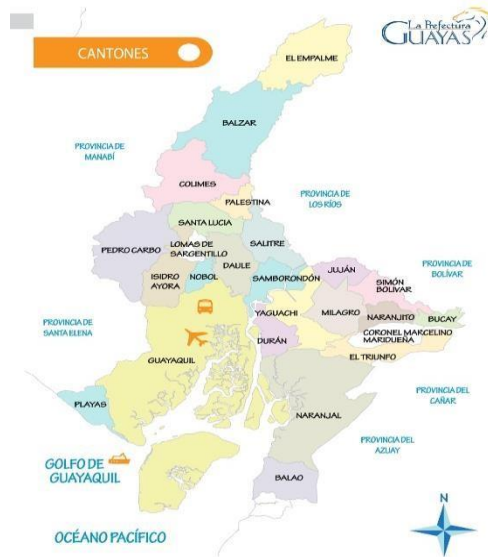 CANTONES
La Prefectura
GUAYAS
EL EMPALME
BALZAR
PROVINCIA DE
MANABÍ
COLIMES
PROVINCIA DE
LOS RÍOS
PALESTINA
SANTA LUCIA
PEDRO CARBO
LOMAS DE
SARGENTILLO
SALITRE
DAULE
ISIDRO
AYORA
NOBOL
SAMBORONDÓN
JUJÁN
PROVINCIA DE
BOLÍVAR
SIMÓN
BOLIVAR
YAGUACHI
MILAGRO
NARANJITO
BUCAY
PROVINCIA DE
SANTA ELENA
CORONEL MARCELINO
MARIDUEÑA
DURÁN
GUAYAQUIL
EL TRIUNFO
PROVINCIA DEL
CAÑAR
PLAYAS
NARANJAL
PROVINCIA DEL
AZUAY
GOLFO DE
GUAYAQUIL
BALAO
N
OCÉANO PACÍFICO